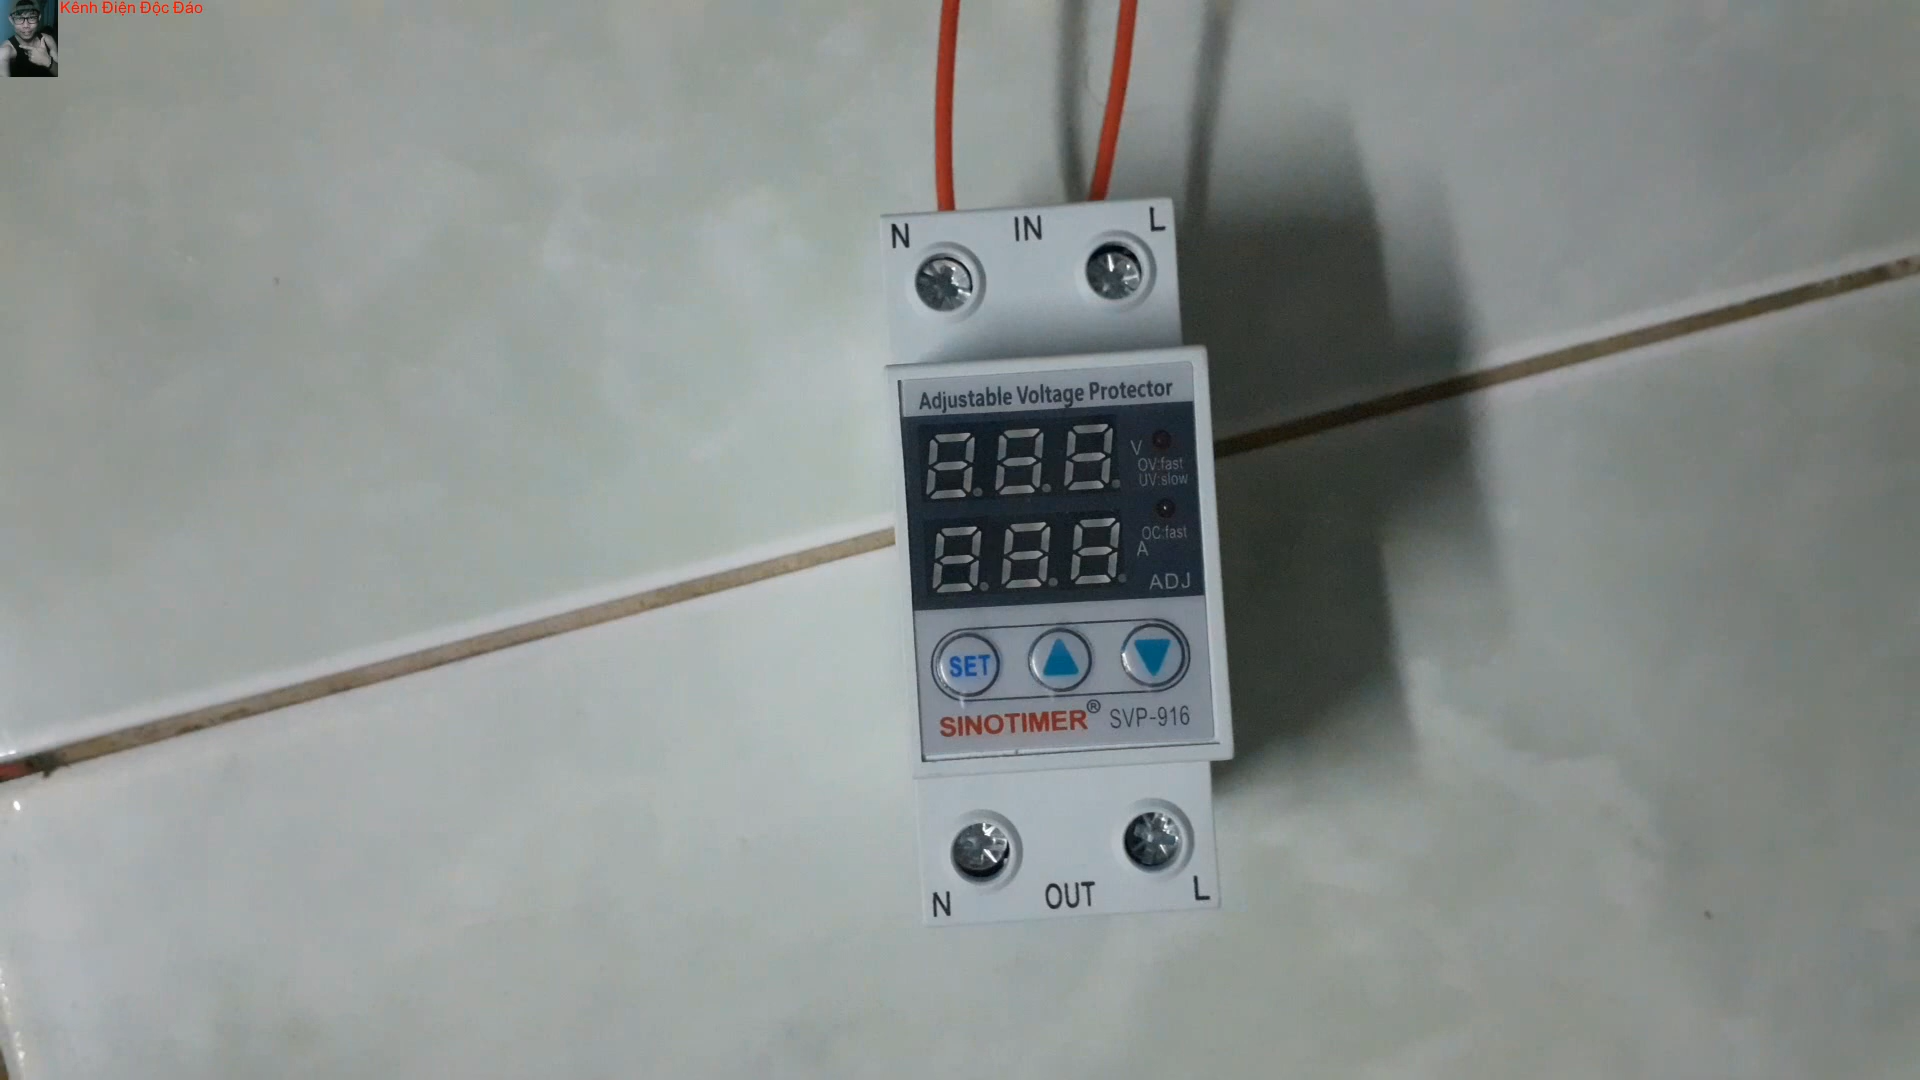 Kênh Điện Độc Đáo
N IN L
Adjustable Voltage Protector
V
OV:fast
UV:slow
OC:fast
A
ADJ
SET
SINOTIMER® SVP-916
N OUT L